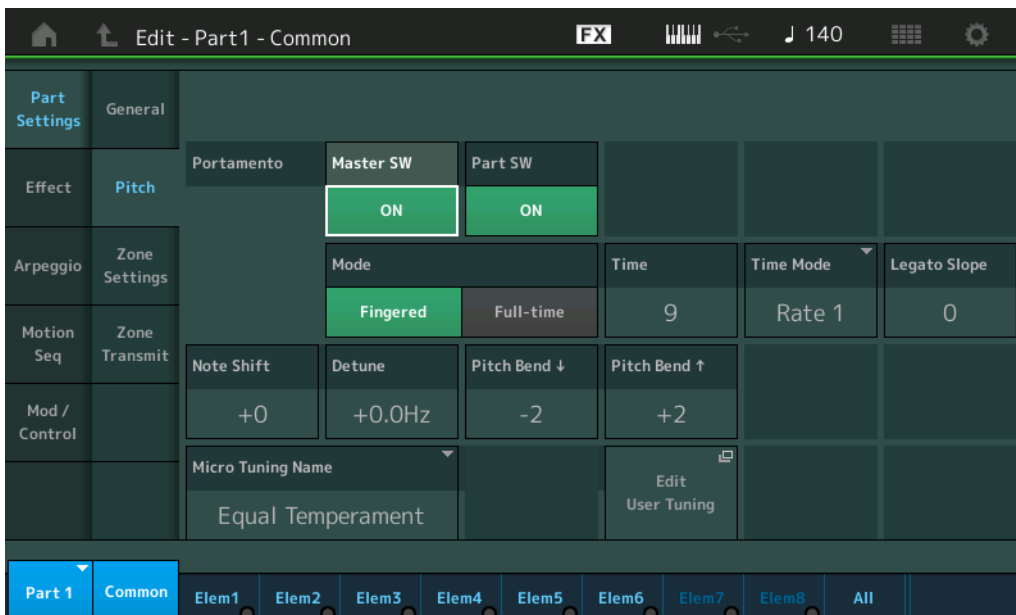 Edit - Part1 - Common
FX
♩ 140
Part Settings
General
Effect
Pitch
Arpeggio
Zone Settings
Motion Seq
Zone Transmit
Mod / Control
Portamento
Master SW
Part SW
ON
ON
Mode
Time
Time Mode
Legato Slope
Fingered
Full-time
9
Rate 1
0
Note Shift
Detune
Pitch Bend ↓
Pitch Bend ↑
+0
+0.0Hz
-2
+2
Micro Tuning Name
Edit
User Tuning
Equal Temperament
Part 1
Common
Elem1
Elem2
Elem3
Elem4
Elem5
Elem6
Elem7
Elem8
All